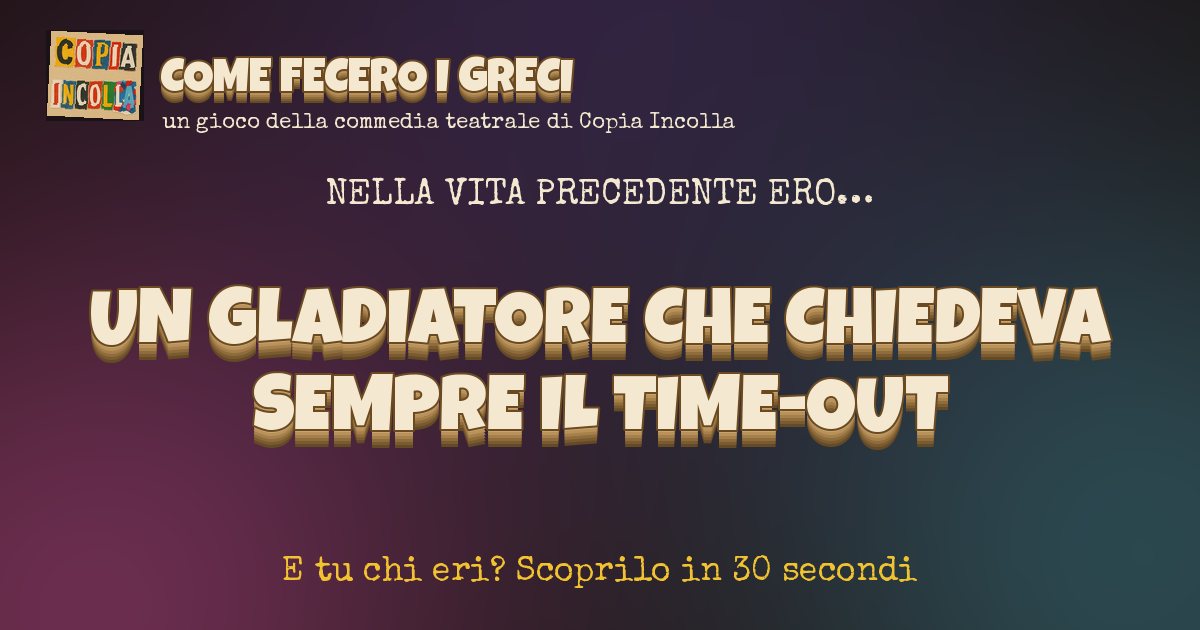 COPIA
INCOLLA
COME FECERO I GRECI
un gioco della commedia teatrale di Copia Incolla
NELLA VITA PRECEDENTE ERO...
UN GLADIATORE CHE CHIEDEVA
SEMPRE IL TIME-OUT
E tu chi eri? Scoprilo in 30 secondi